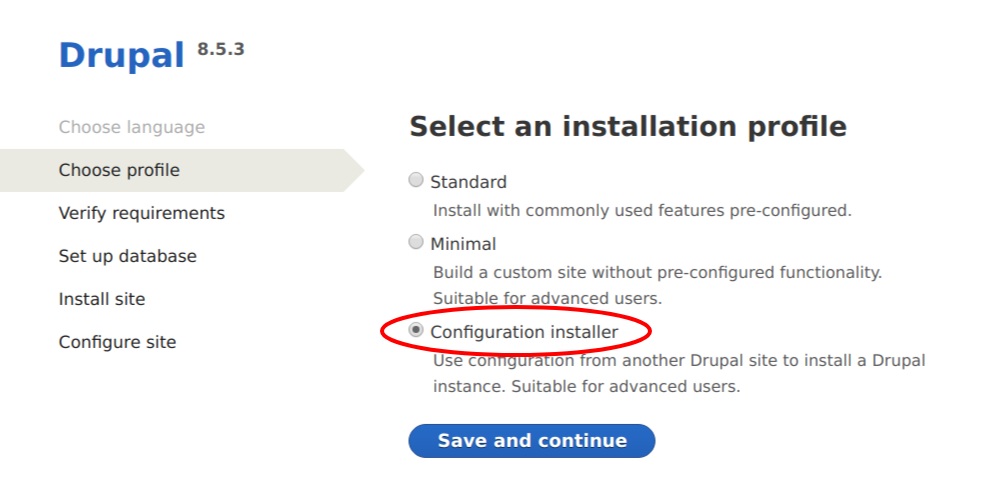 Drupal 8.5.3
Choose language
Choose profile
Verify requirements
Set up database
Install site
Configure site
Select an installation profile
Standard
Install with commonly used features pre-configured.
Minimal
Build a custom site without pre-configured functionality.
Suitable for advanced users.
Configuration installer
Use configuration from another Drupal site to install a Drupal
instance. Suitable for advanced users.
Save and continue